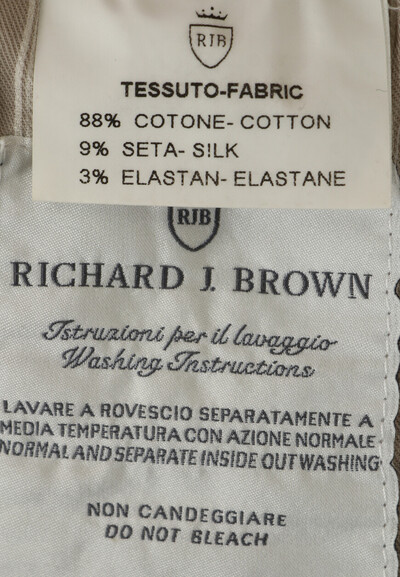 RJB
TESSUTO-FABRIC
88% COTONE- COTTON
9% SETA- SILK
3% ELASTAN- ELASTANE
RJB
RICHARD J. BROWN
Istruzioni per il lavaggio
Washing Instructions
LAVARE A ROVESCIO SEPARATAMENTE A
MEDIA TEMPERATURA CON AZIONE NORMALE
NORMAL AND SEPARATE INSIDE OUT WASHING
NON CANDEGGIARE
DO NOT BLEACH